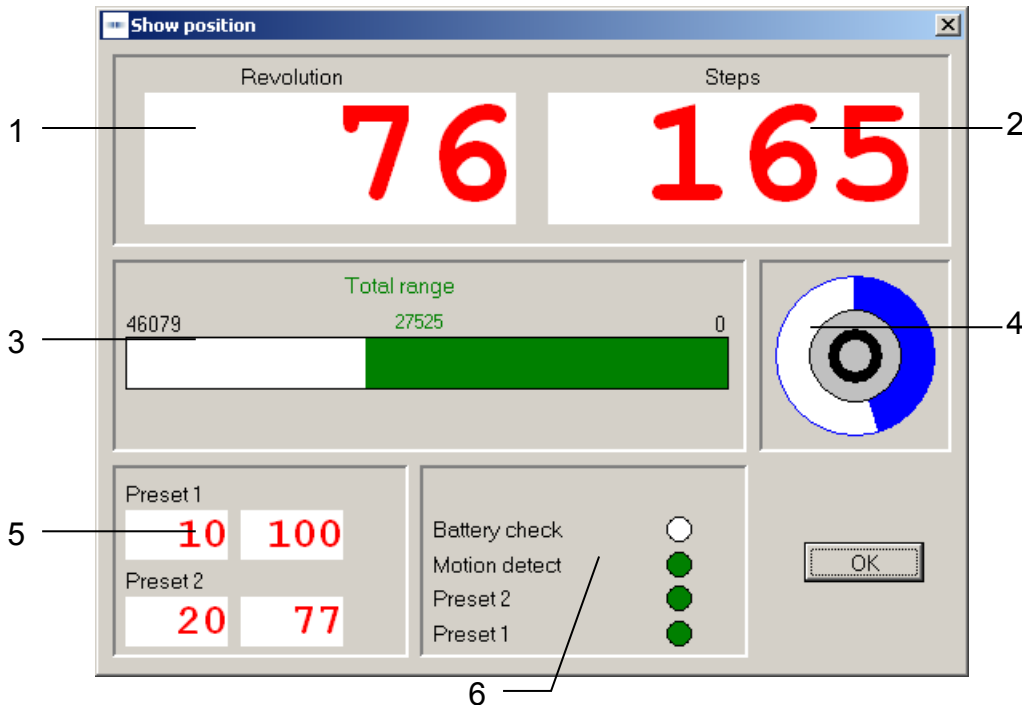 Show position
Revolution Steps
1 76 165 2
Total range
46079 27525 0
3 4
Preset 1
5 10 100
Preset 2
20 77
Battery check
Motion detect
Preset 2
Preset 1
OK
6